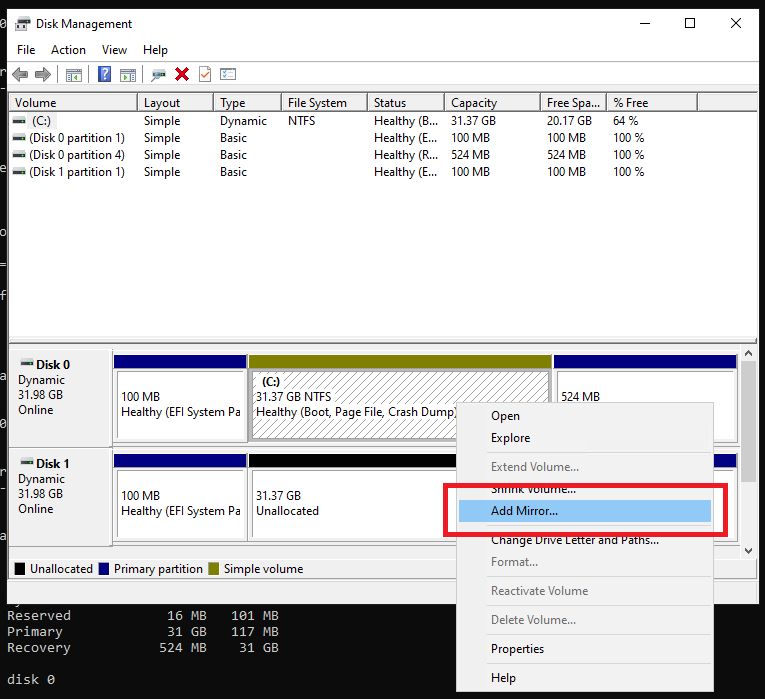 Disk Management
File Action View Help
Volume Layout Type File System Status Capacity Free Spa... % Free
(C:) Simple Dynamic NTFS Healthy (B... 31.37 GB 20.17 GB 64 %
(Disk 0 partition 1) Simple Basic Healthy (E... 100 MB 100 MB 100 %
(Disk 0 partition 4) Simple Basic Healthy (R... 524 MB 524 MB 100 %
(Disk 1 partition 1) Simple Basic Healthy (E... 100 MB 100 MB 100 %
Disk 0
Dynamic
31.98 GB
Online
100 MB
Healthy (EFI System Pa
(C:)
31.37 GB NTFS
Healthy (Boot, Page File, Crash Dump)
524 MB
Disk 1
Dynamic
31.98 GB
Online
100 MB
Healthy (EFI System Pa
31.37 GB
Unallocated
Open
Explore
Extend Volume...
Shrink Volume...
Add Mirror...
Change Drive Letter and Paths...
Format...
Reactivate Volume
Delete Volume...
Properties
Help
Unallocated Primary partition Simple volume
Reserved 16 MB 101 MB
Primary 31 GB 117 MB
Recovery 524 MB 31 GB
disk 0